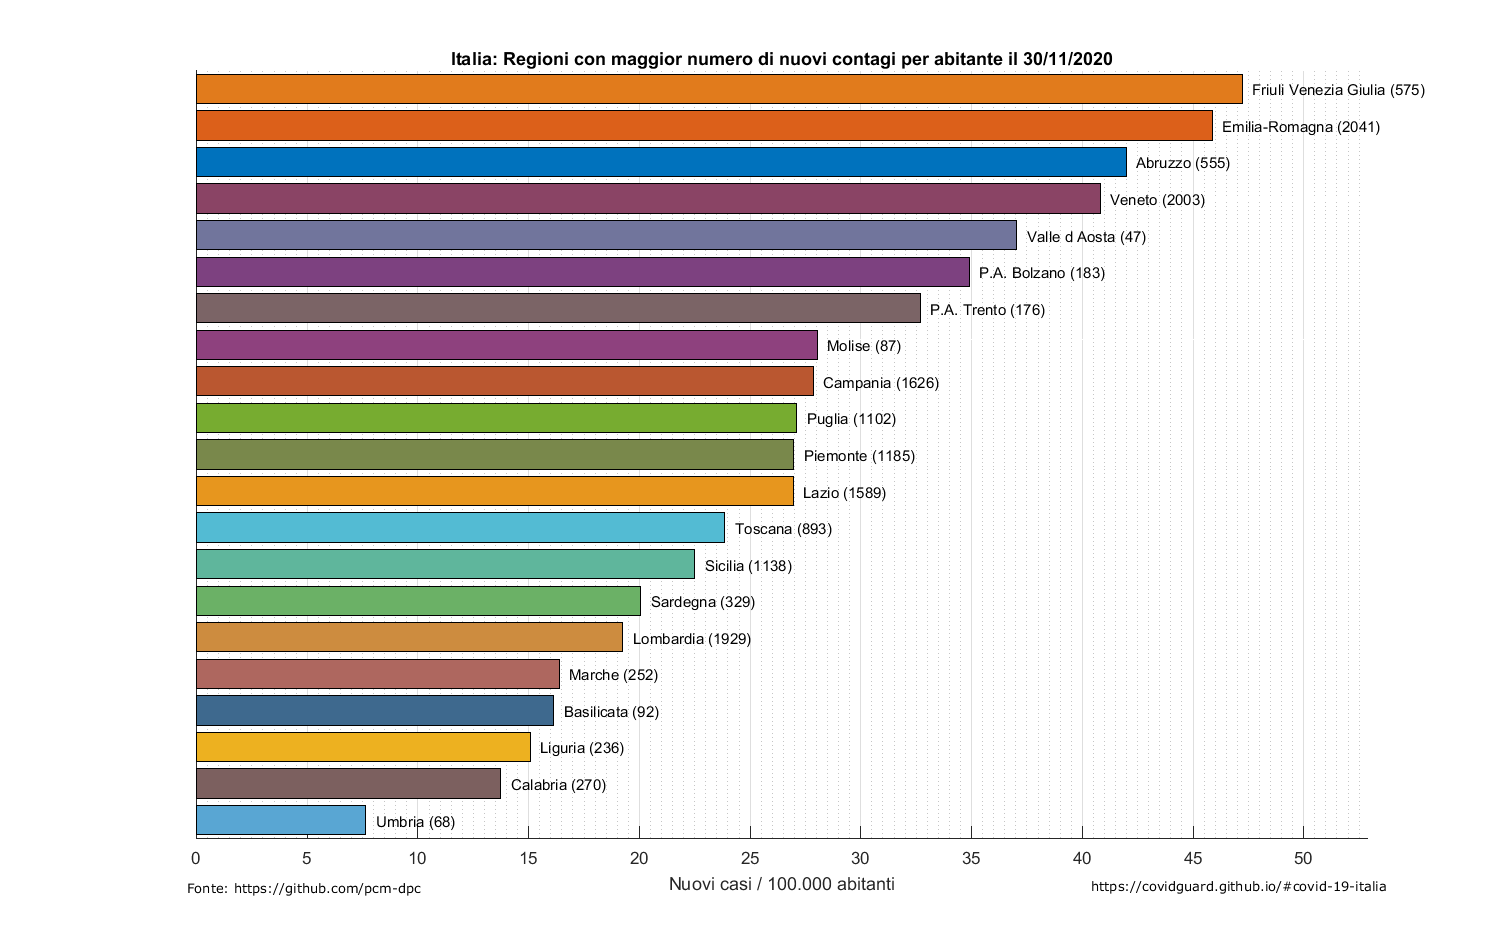 Italia: Regioni con maggior numero di nuovi contagi per abitante il 30/11/2020
Friuli Venezia Giulia (575)
Emilia-Romagna (2041)
Abruzzo (555)
Veneto (2003)
Valle d Aosta (47)
P.A. Bolzano (183)
P.A. Trento (176)
Molise (87)
Campania (1626)
Puglia (1102)
Piemonte (1185)
Lazio (1589)
Toscana (893)
Sicilia (1138)
Sardegna (329)
Lombardia (1929)
Marche (252)
Basilicata (92)
Liguria (236)
Calabria (270)
Umbria (68)
0 5 10 15 20 25 30 35 40 45 50
Nuovi casi / 100.000 abitanti
Fonte: https://github.com/pcm-dpc
https://covidguard.github.io/#covid-19-italia